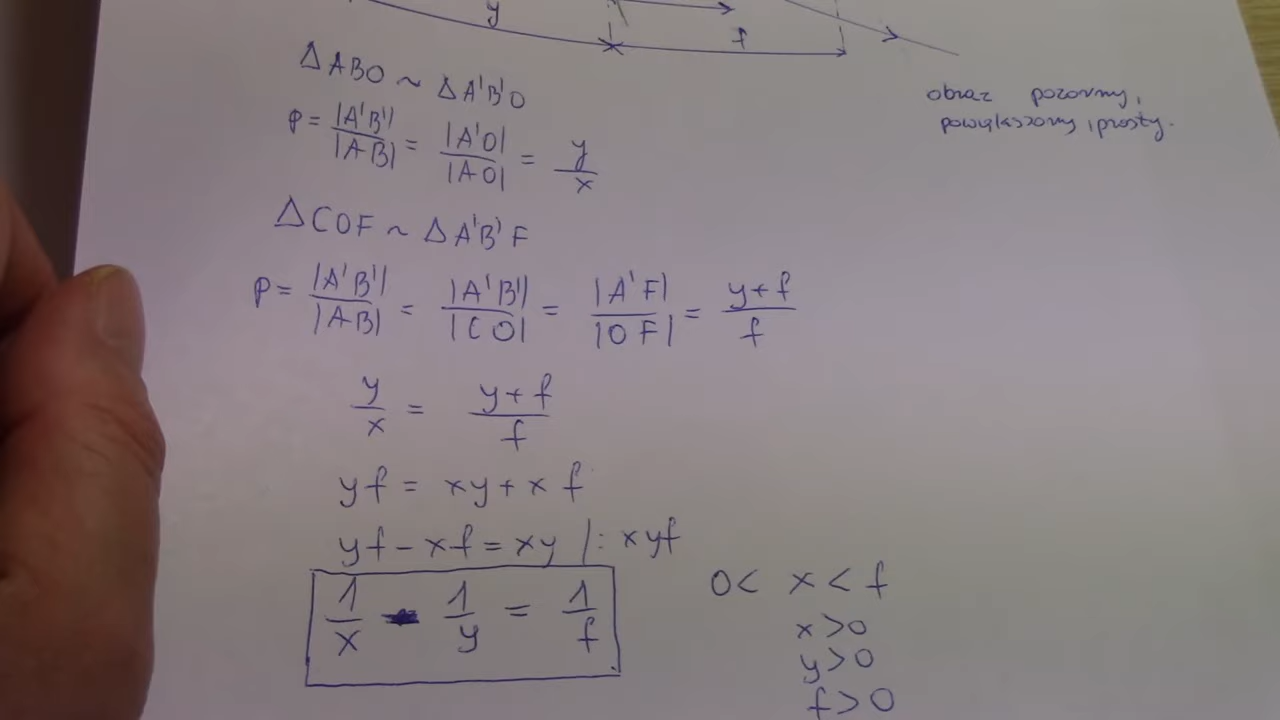 y
f
ΔABO ~ ΔA'B'O
p = |A'B'| / |AB| = |A'O| / |AO| = y / x
obraz pozorny,
powiększony, prosty.
ΔCOF ~ ΔA'B'F
p = |A'B'| / |AB| = |A'B'| / |CO| = |A'F| / |OF| = y+f / f
y / x = y+f / f
yf = xy + xf
yf - xf = xy |: xyf
1 / x - 1 / y = 1 / f
0 < x < f
x > 0
y > 0
f > 0